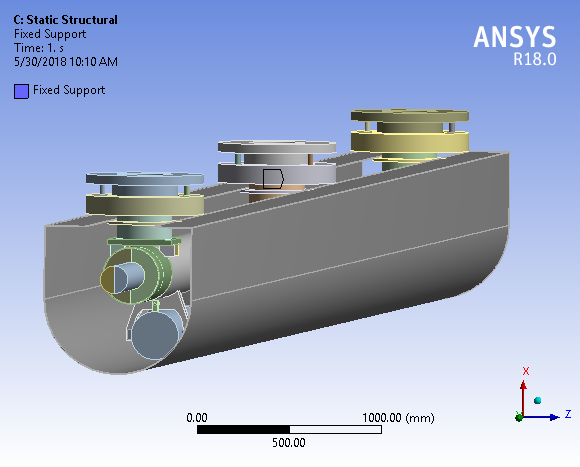 C: Static Structural
Fixed Support
Time: 1. s
5/30/2018 10:10 AM
Fixed Support
ANSYS
R18.0
0.00
1000.00 (mm)
500.00
X
Y
Z